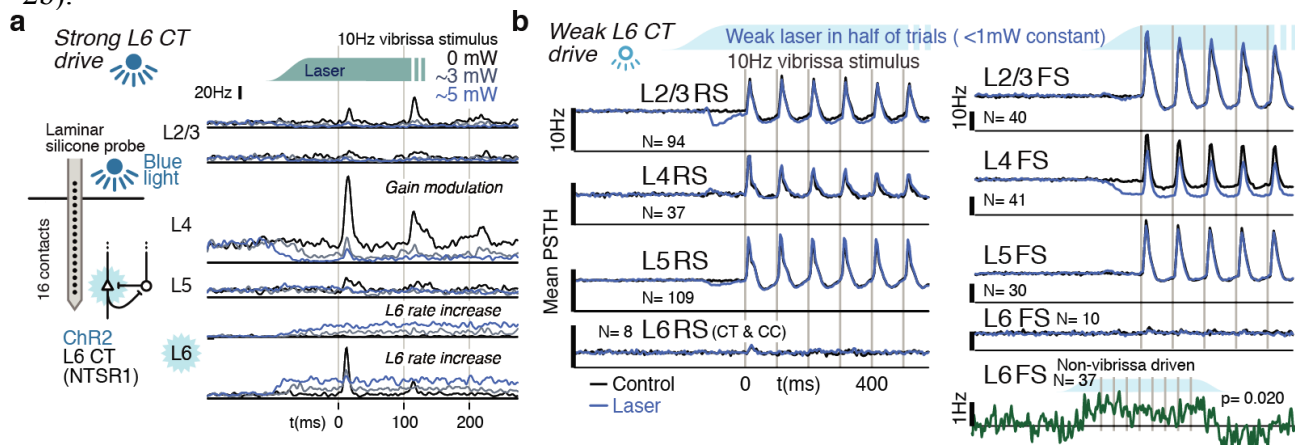 2b).
a
Strong L6 CT
drive
10Hz vibrissa stimulus
0 mW
~3 mW
~5 mW
Laser
20Hz
L2/3
Laminar
silicone probe
Blue
light
16 contacts
Gain modulation
L4
L5
L6 rate increase
L6
L6 rate increase
ChR2
L6 CT
(NTSR1)
t(ms)
0
100
200
b
Weak L6 CT
drive
Weak laser in half of trials ( <1mW constant)
10Hz vibrissa stimulus
Mean PSTH
10Hz
L2/3 RS
N= 94
L4 RS
N= 37
L5 RS
N= 109
N= 8 L6 RS (CT & CC)
Control
Laser
0
t(ms)
400
10Hz
L2/3 FS
N= 40
L4 FS
N= 41
L5 FS
N= 30
L6 FS N= 10
L6 FS Non-vibrissa driven
N= 37
p= 0.020
1Hz